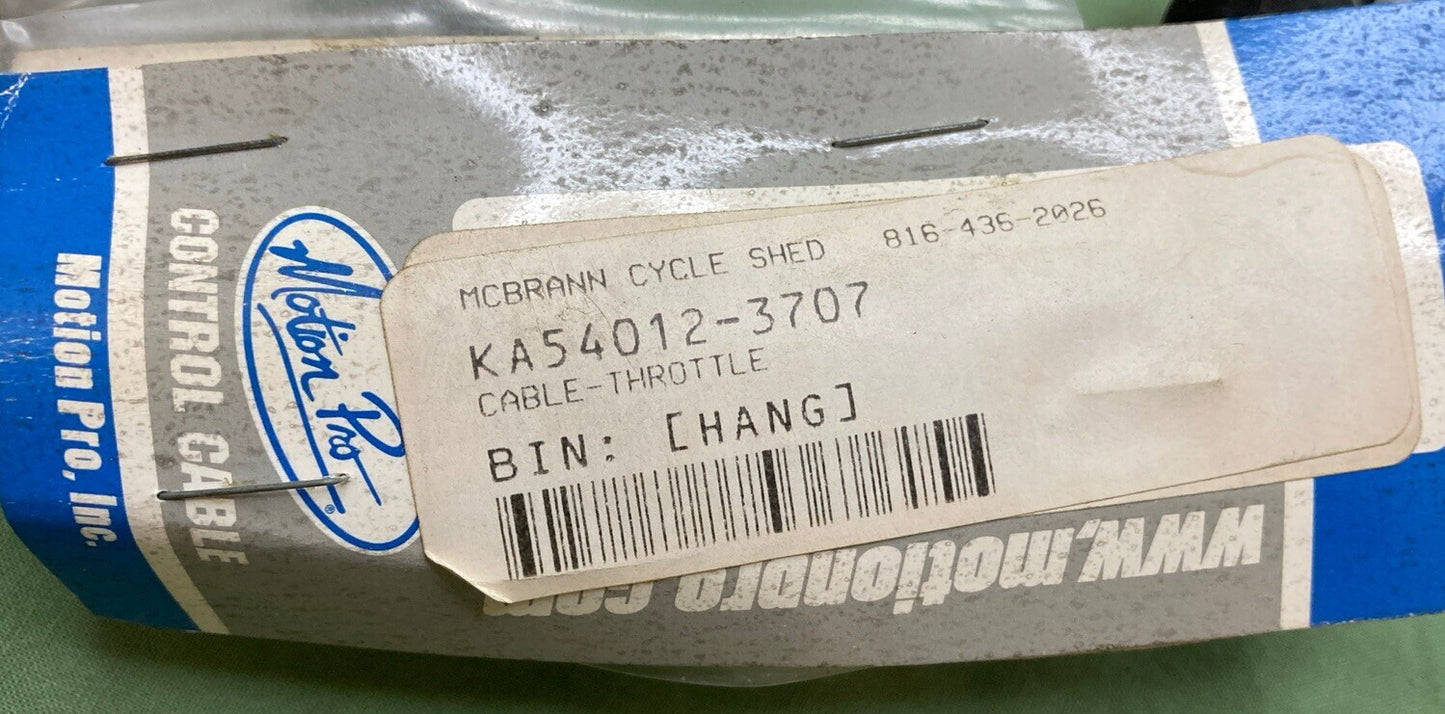 Motion Pro, Inc.
CONTROL CABLE
Motion Pro
®
MCBRANN CYCLE SHED 816-436-2026
KA54012-3707
CABLE-THROTTLE
BIN: [HANG]
www.motionpro.com